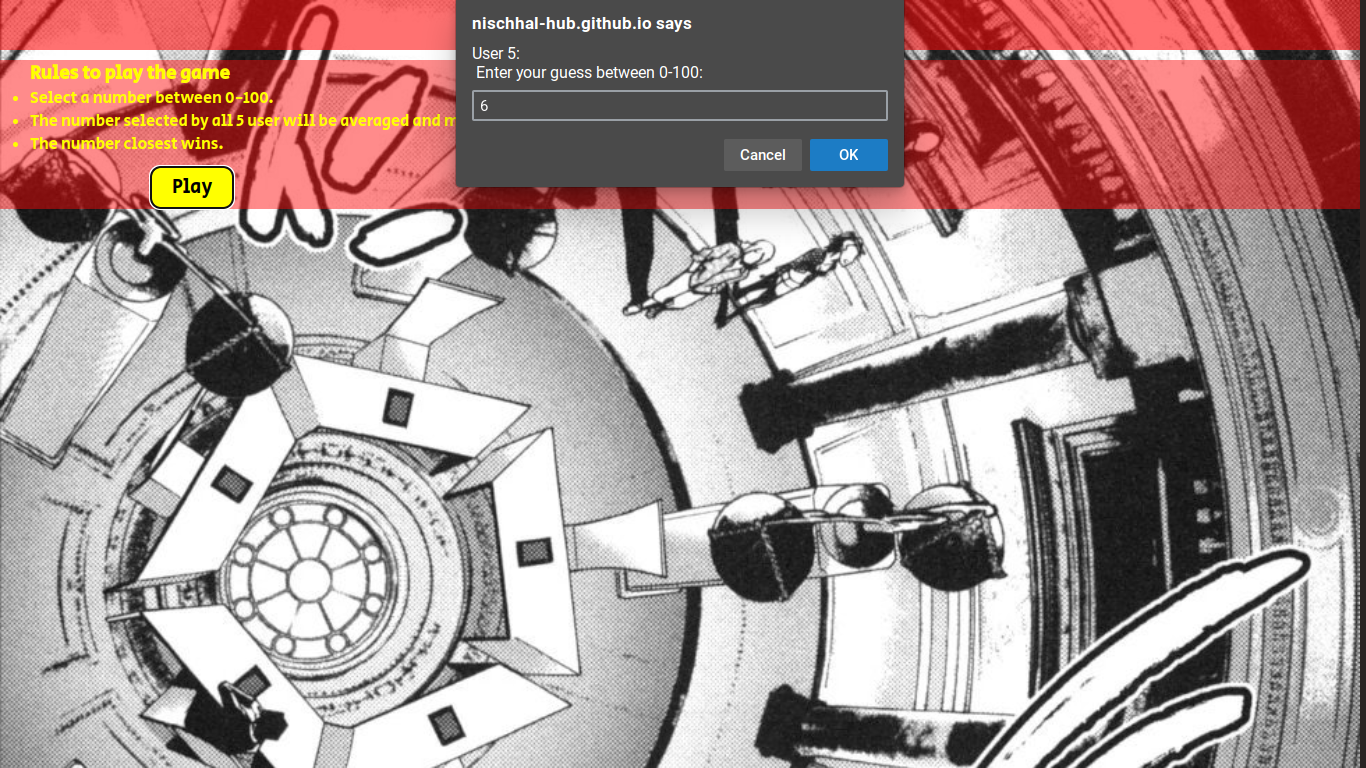 nischhal-hub.github.io says
User 5:
Enter your guess between 0-100:
6
Cancel OK
Rules to play the game
• Select a number between 0-100.
• The number selected by all 5 user will be averaged and m
• The number closest wins.
Play